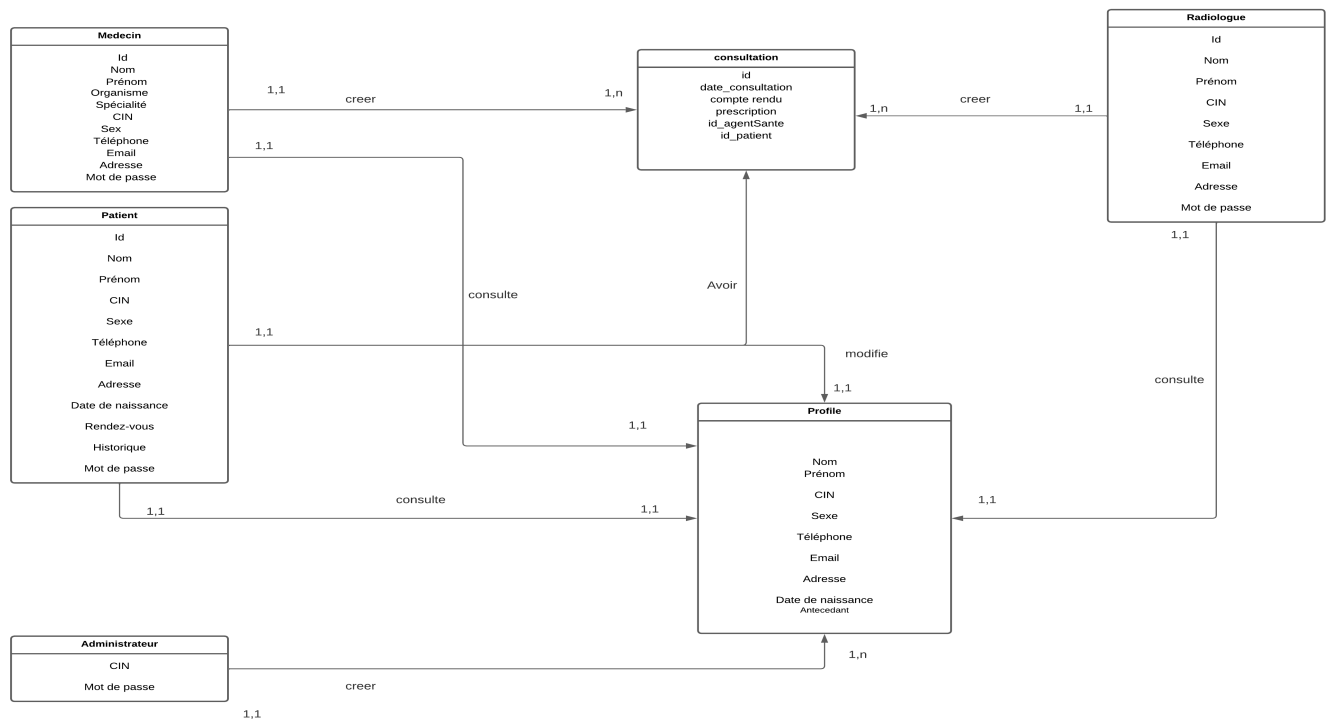 Medecin
Id
Nom
Prénom
Organisme
Spécialité
CIN
Sex
Téléphone
Email
Adresse
Mot de passe
1,1
creer
1,n
consultation
id
date_consultation
compte rendu
prescription
id_agentSante
id_patient
1,n
creer
1,1
Radiologue
Id
Nom
Prénom
CIN
Sexe
Téléphone
Email
Adresse
Mot de passe
1,1
1,1
consulte
1,1
Patient
Id
Nom
Prénom
CIN
Sexe
Téléphone
Email
Adresse
Date de naissance
Rendez-vous
Historique
Mot de passe
1,1
Avoir
modifie
1,1
consulte
1,1
1,1
consulte
1,1
Profile
Nom
Prénom
CIN
Sexe
Téléphone
Email
Adresse
Date de naissance
Antecedant
1,n
Administrateur
CIN
Mot de passe
creer
1,1